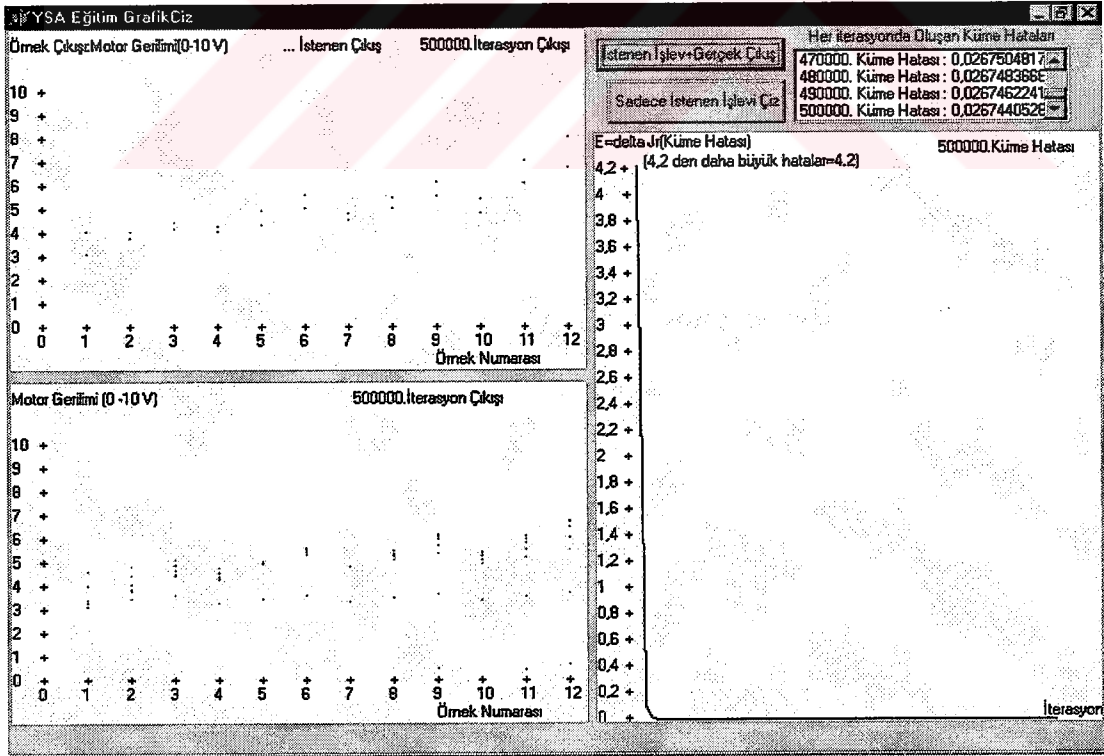 YSA Eğitim GrafikCiz
Örnek Çıkış:Motor Gerilimi(0-10 V) ... İstenen Çıkış 500000.İterasyon Çıkışı
10
9
8
7
6
5
4
3
2
1
0
0 1 2 3 4 5 6 7 8 9 10 11 12
Örnek Numarası
Motor Gerilimi (0 -10 V) 500000.İterasyon Çıkışı
10
9
8
7
6
5
4
3
2
1
0
0 1 2 3 4 5 6 7 8 9 10 11 12
Örnek Numarası
İstenen İşlev+Gerçek Çıkış
Sadece İstenen İşlevi Çiz
Her iterasyonda Oluşan Küme Hataları
470000. Küme Hatası : 0,0267504817
480000. Küme Hatası : 0,026748366
490000. Küme Hatası : 0,026746224
500000. Küme Hatası : 0,026744052
E=delta Jr(Küme Hatası) 500000.Küme Hatası
(4,2 den daha büyük hatalar=4.2)
4,2
4
3,8
3,6
3,4
3,2
3
2,8
2,6
2,4
2,2
2
1,8
1,6
1,4
1,2
1
0,8
0,6
0,4
0,2
0
İterasyon